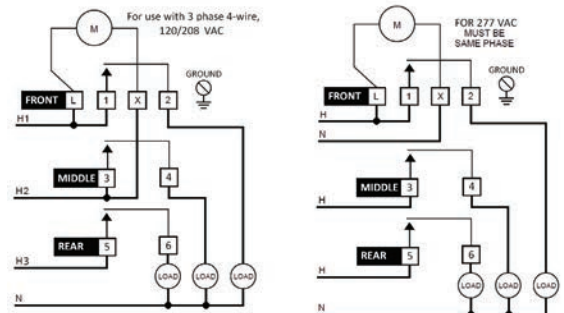 M
For use with 3 phase 4-wire,
120/208 VAC
GROUND
FRONT L 1 X 2
H1
MIDDLE 3 4
H2
REAR 5 6
H3
LOAD LOAD LOAD
N
M
FOR 277 VAC
MUST BE
SAME PHASE
GROUND
FRONT L 1 X 2
H
N
MIDDLE 3 4
H
REAR 5 6
H
LOAD LOAD LOAD
N